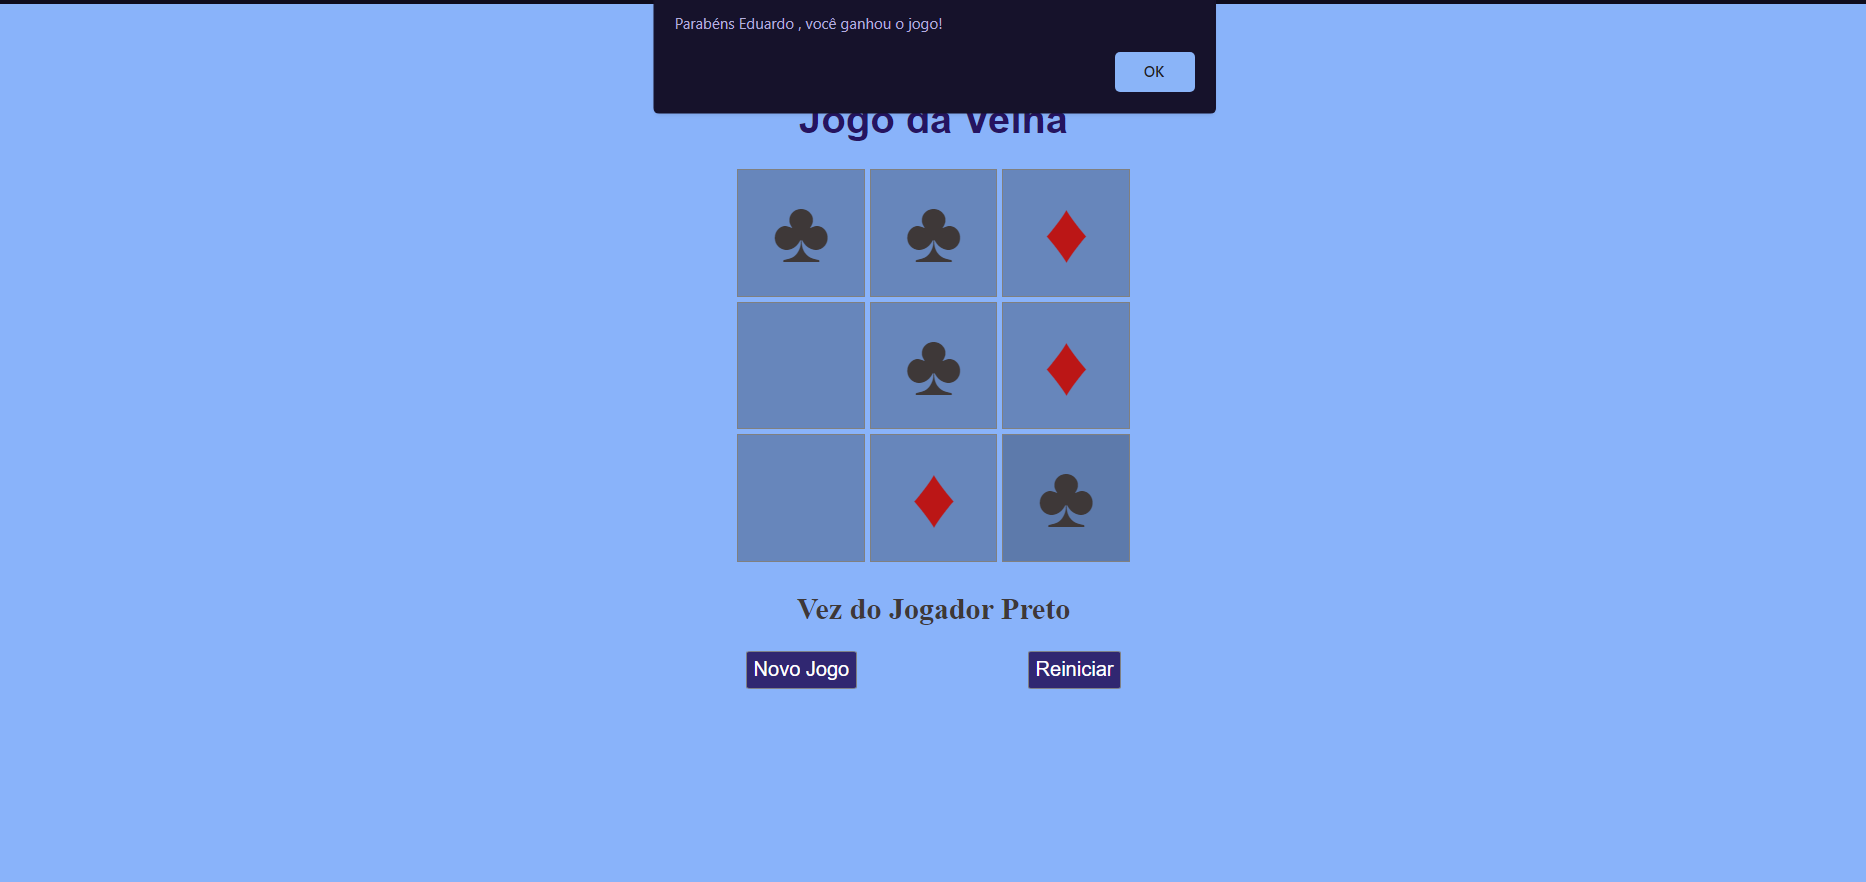 Parabéns Eduardo , você ganhou o jogo!
OK
Jogo da Velha
♣ ♣ ♦
♣ ♦
♦ ♣
Vez do Jogador Preto
Novo Jogo Reiniciar